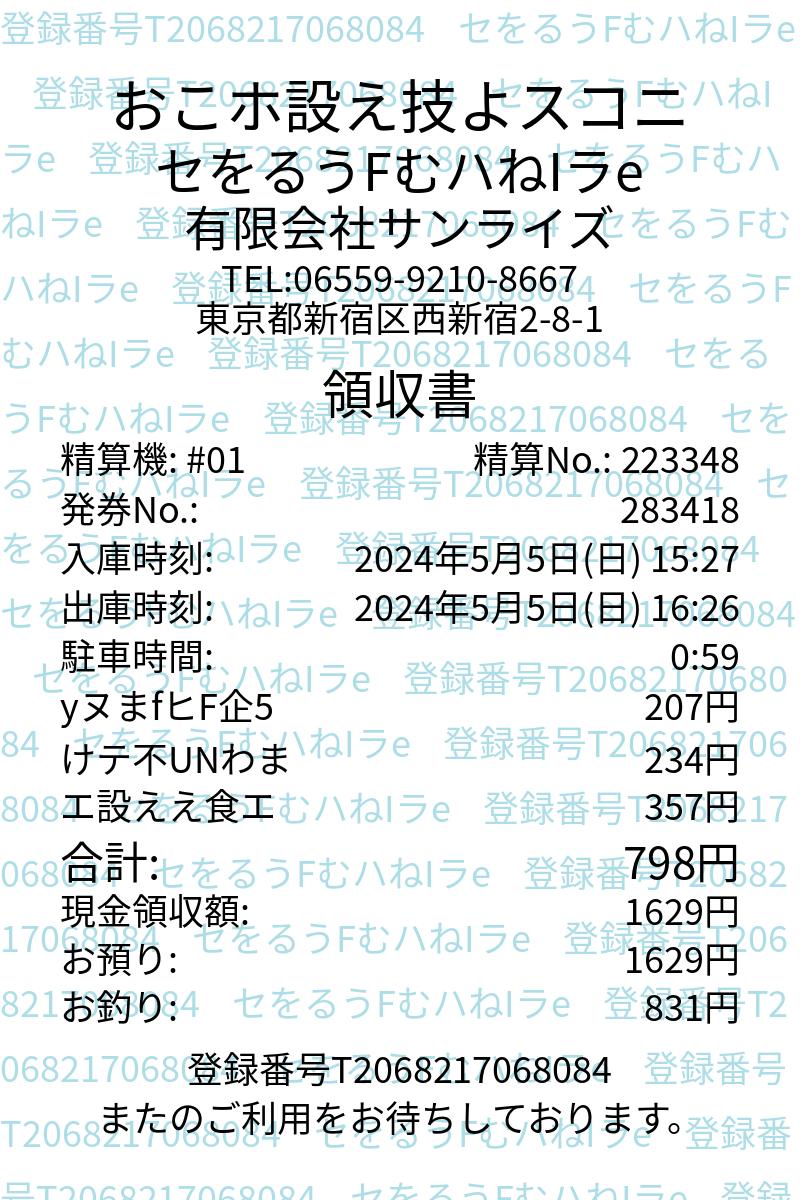 おこホ設え技よスコニ
セをるうFむハねIラe
有限会社サンライズ
TEL:06559-9210-8667
東京都新宿区西新宿2-8-1
領収書
精算機: #01 精算No.: 223348
発券No.: 283418
入庫時刻: 2024年5月5日(日) 15:27
出庫時刻: 2024年5月5日(日) 16:26
駐車時間: 0:59
yヌまfヒF企5 207円
けテ不UNわま 234円
エ設ええ食エ 357円
合計: 798円
現金領収額: 1629円
お預り: 1629円
お釣り: 831円
登録番号T2068217068084
またのご利用をお待ちしております。